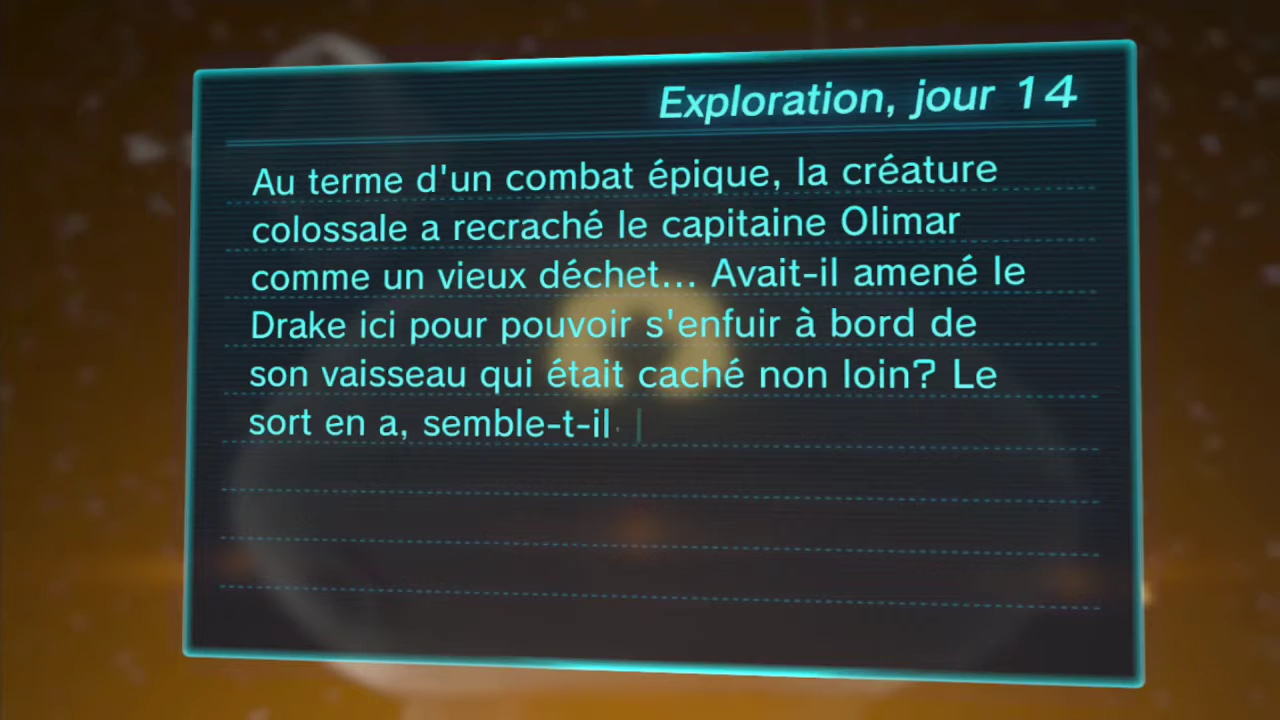 Exploration, jour 14
Au terme d'un combat épique, la créature
colossale a recraché le capitaine Olimar
comme un vieux déchet... Avait-il amené le
Drake ici pour pouvoir s'enfuir à bord de
son vaisseau qui était caché non loin? Le
sort en a, semble-t-il